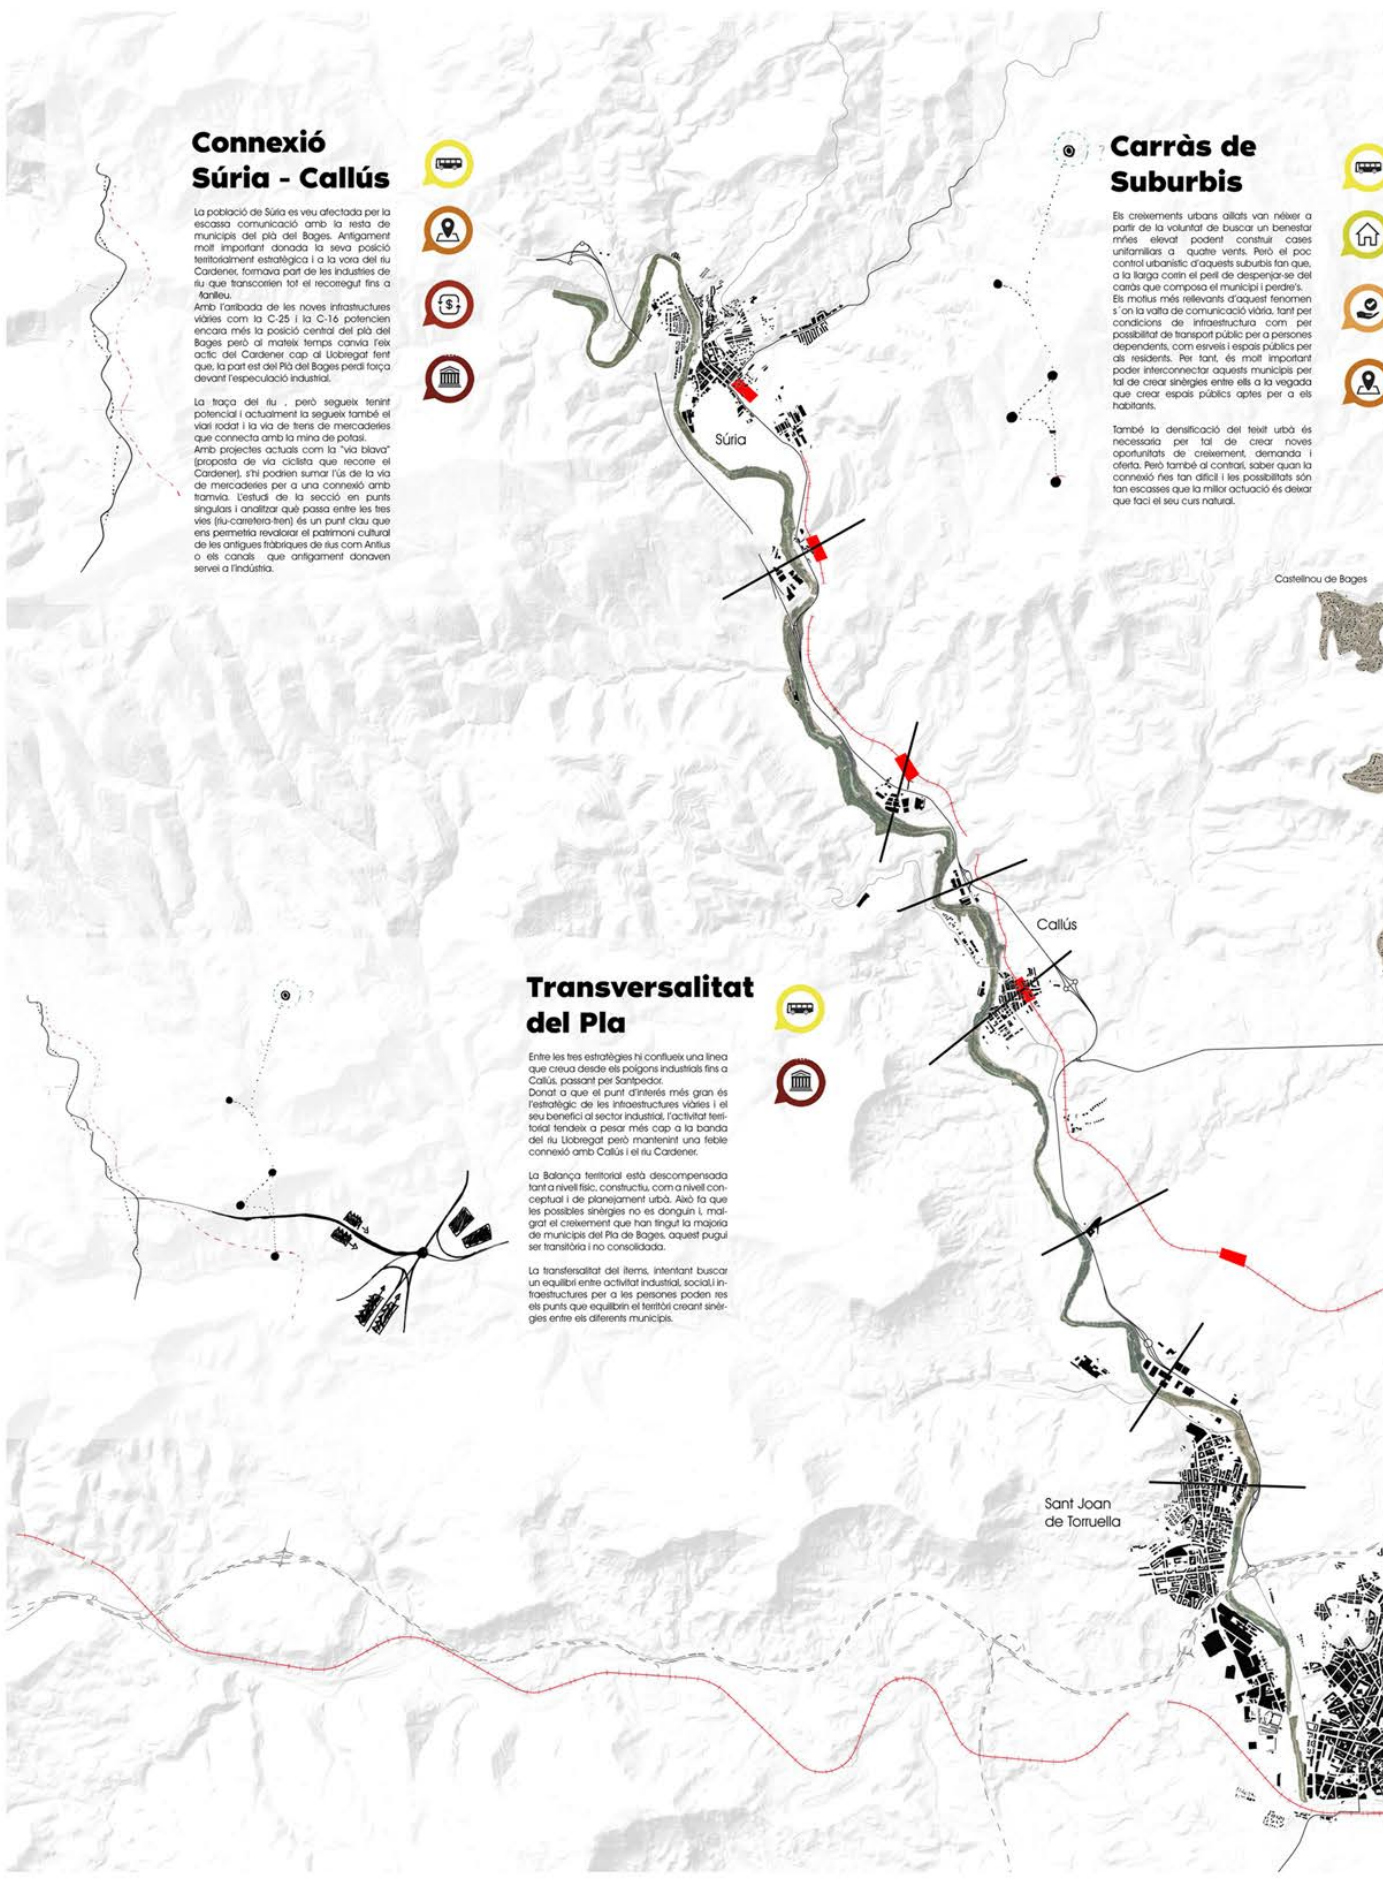 Connexió
Súria - Callús
La població de Súria es veu afectada per la
escassa comunicació amb la resta de
municipis del plà del Bages. Antigament
molt important donada la seva posició
territorialment estratègica i a la vora del riu
Cardener, formava part de les industries de
riu que transcorrien tot el recorregut fins a
Manlleu.
Amb l'arribada de les noves infrastructures
viàries com la C-25 i la C-16 potencien
encara més la posició central del plà del
Bages però al mateix temps canvia l'eix
actic del Cardener cap al Llobregat fent
que, la part est del Plà del Bages perdi força
devant l'especulació industrial.
La traça del riu , però segueix tenint
potencial i actualment la segueix també el
viari rodat i la via de trens de mercaderies
que connecta amb la mina de potasi.
Amb projectes actuals com la "via blava"
(proposta de via ciclista que recorre el
Cardener), s'hi podrien sumar l'ús de la via
de mercaderies per a una connexió amb
tramvia. L'estudi de la secció en punts
singulars i analitzar què passa entre les tres
vies (riu-carretera-tren) és un punt clau que
ens permetria revalorar el patrimoni cultural
de les antigues fràbriques de rius com Antius
o els canals que antigament donaven
servei a l'indústria.
Carràs de
Suburbis
Els creixements urbans aillats van néixer a
partir de la voluntat de buscar un benestar
mñes elevat podent construir cases
unifamiliars a quatre vents. Però el poc
control urbanístic d'aquests suburbis fan que,
a la llarga corrin el peril de despenjar-se del
carràs que composa el municipi i perdre's.
Els motius més rellevants d'aquest fenomen
s´on la valta de comunicació viària, tant per
condicions de infraestructura com per
possibilitat de transport públic per a persones
dependents, com esrveis i espais públics per
als residents. Per tant, és molt important
poder interconnectar aquests municipis per
tal de crear sinèrgies entre ells a la vegada
que crear espais públics aptes per a els
habitants.
També la densificació del teixit urbà és
necessaria per tal de crear noves
oportunitats de creixement, demanda i
oferta. Però també al contrari, saber quan la
connexió ñes tan difícil i les possibilitats són
tan escasses que la millor actuació és deixar
que faci el seu curs natural.
Súria
Castellnou de Bages
Callús
Transversalitat
del Pla
Entre les tres estratègies hi conflueix una linea
que creua desde els polgons industrials fins a
Callús, passant per Santpedor.
Donat a que el punt d'interés més gran és
l'estratègic de les infraestructures viàries i el
seu benefici al sector industrial, l'activitat terri-
torial tendeix a pesar més cap a la banda
del riu Llobregat però mantenint una feble
connexió amb Callús i el riu Cardener.
La Balança territorial està descompensada
tant a nivell físic, constructiu, com a nivell con-
ceptual i de planejament urbà. Això fa que
les possibles sinèrgies no es donguin i, mal-
grat el creixement que han tingut la majoria
de municipis del Pla de Bages, aquest pugui
ser transitòria i no consolidada.
La transfersalitat del ítems, intentant buscar
un equilibri entre activitat industrial, social,i in-
fraestructures per a les persones poden res
els punts que equilibrin el territòri creant sinèr-
gies entre els diferents municipis.
Sant Joan
de Torruella